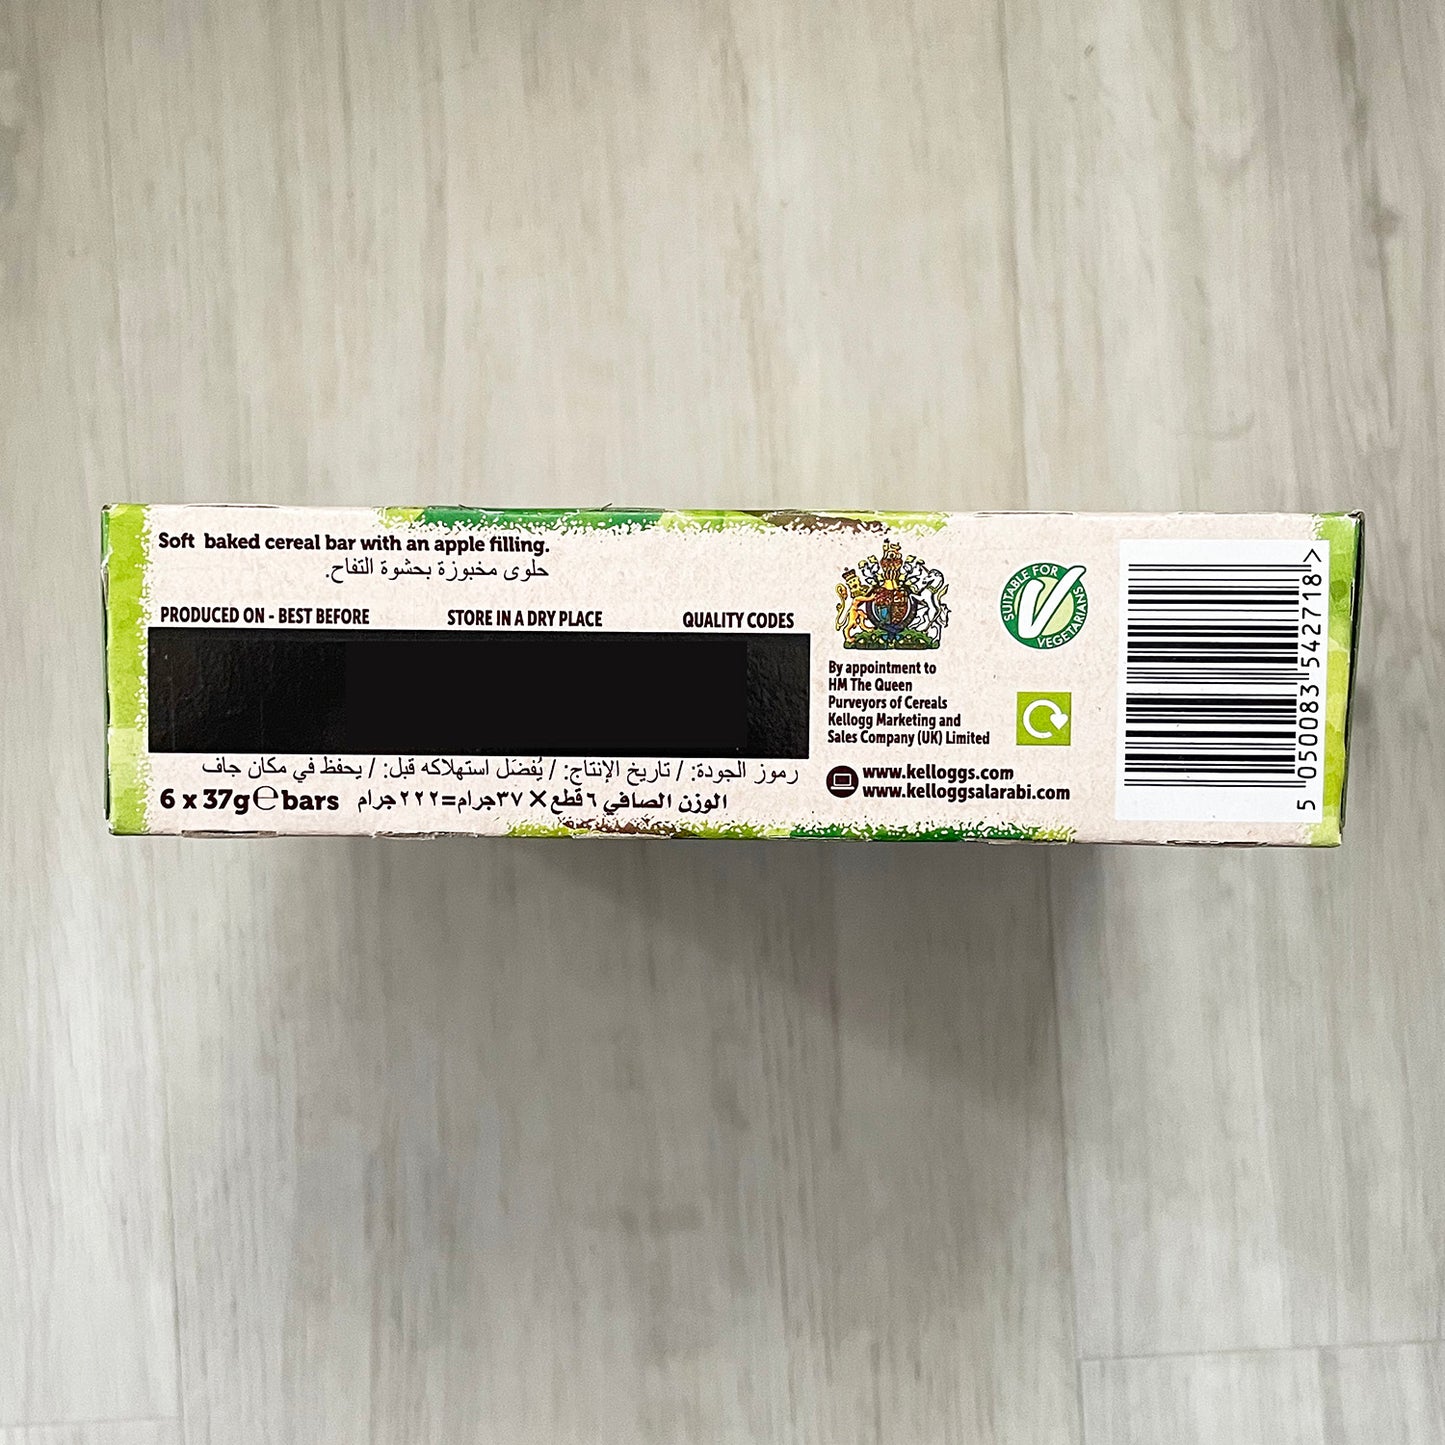 Soft baked cereal bar with an apple filling.
حلوى مخبوزة بحشوة التفاح.
PRODUCED ON - BEST BEFORE
STORE IN A DRY PLACE
QUALITY CODES
رموز الجودة: / تاريخ الإنتاج: / يُفضَل استهلاكه قبل: / يحفظ في مكان جاف
6 x 37g℮bars
الوزن الصافي ٦ قطع X ٣٧جرام=٢٢٢جرام
By appointment to
HM The Queen
Purveyors of Cereals
Kellogg Marketing and
Sales Company (UK) Limited
www.kelloggs.com
www.kelloggsalarabi.com
SUITABLE FOR
V
VEGETARIANS
5 050083 542718 >